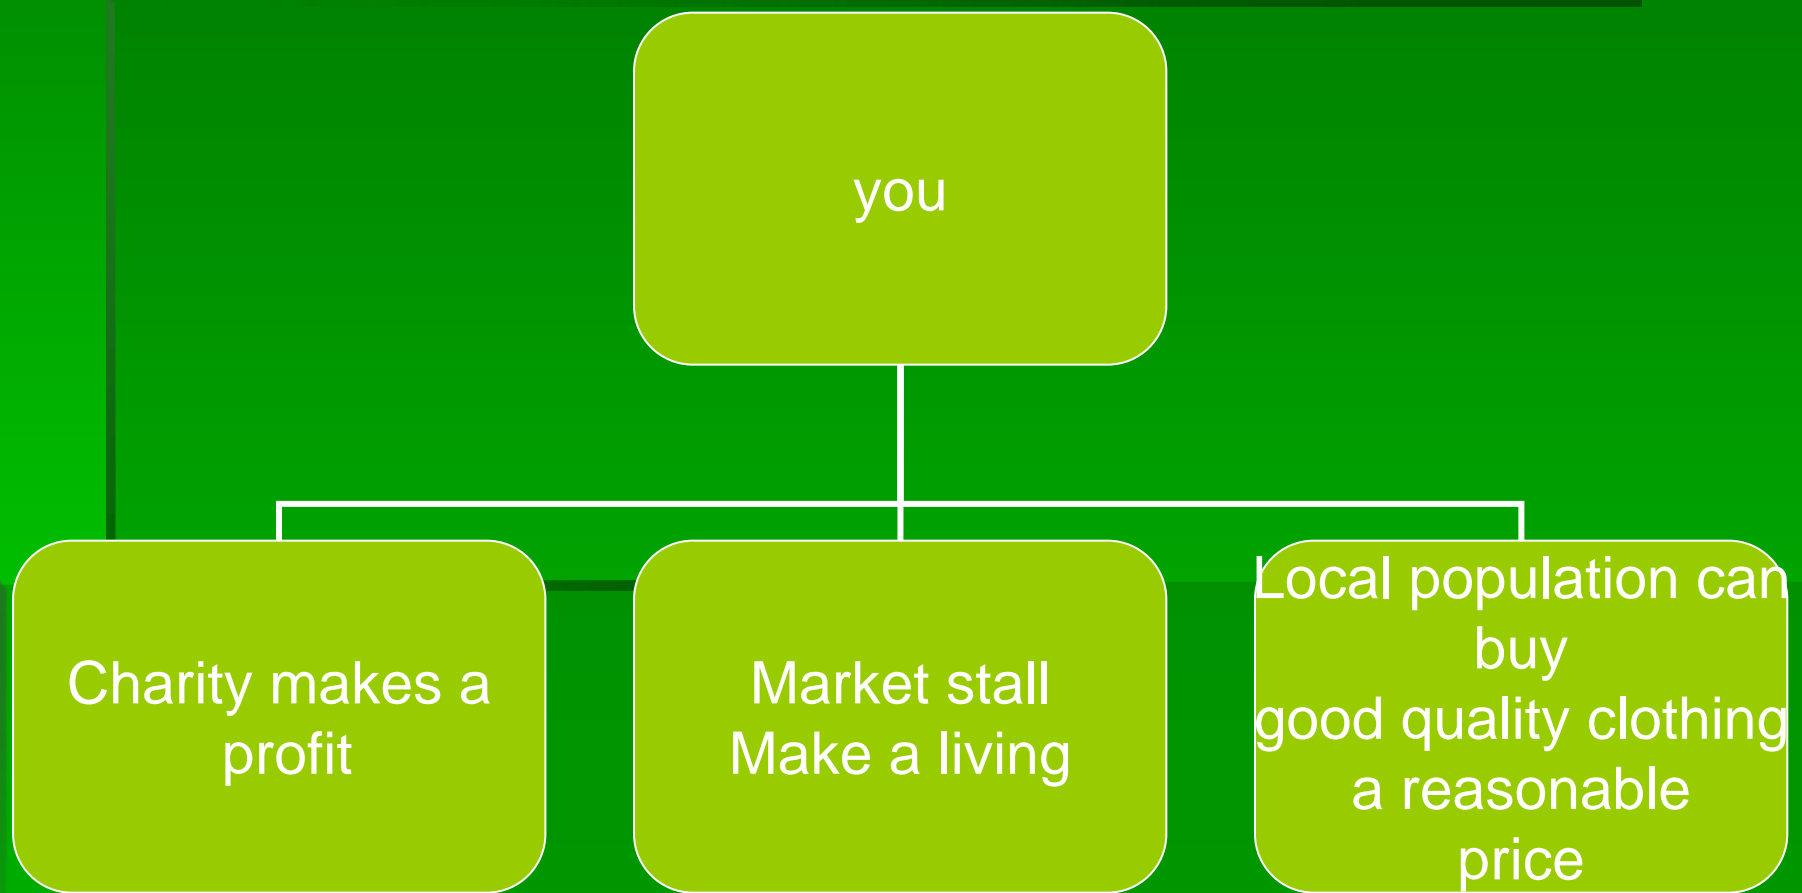 you
Charity makes a
profit
Market stall
Make a living
Local population can
buy
good quality clothing
a reasonable
price